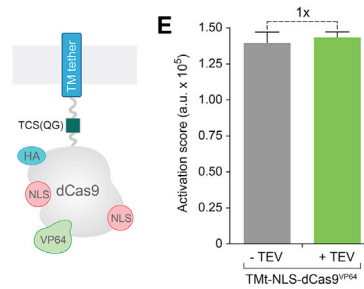 TM tether
TCS(QG)
HA
NLS
dCas9
NLS
VP64
E
1x
Activation score (a.u. x 10⁵)
1.50
1.25
1.00
0.75
0.50
0.25
0
- TEV
+ TEV
TMt-NLS-dCas9ⱽᴾ⁶⁴